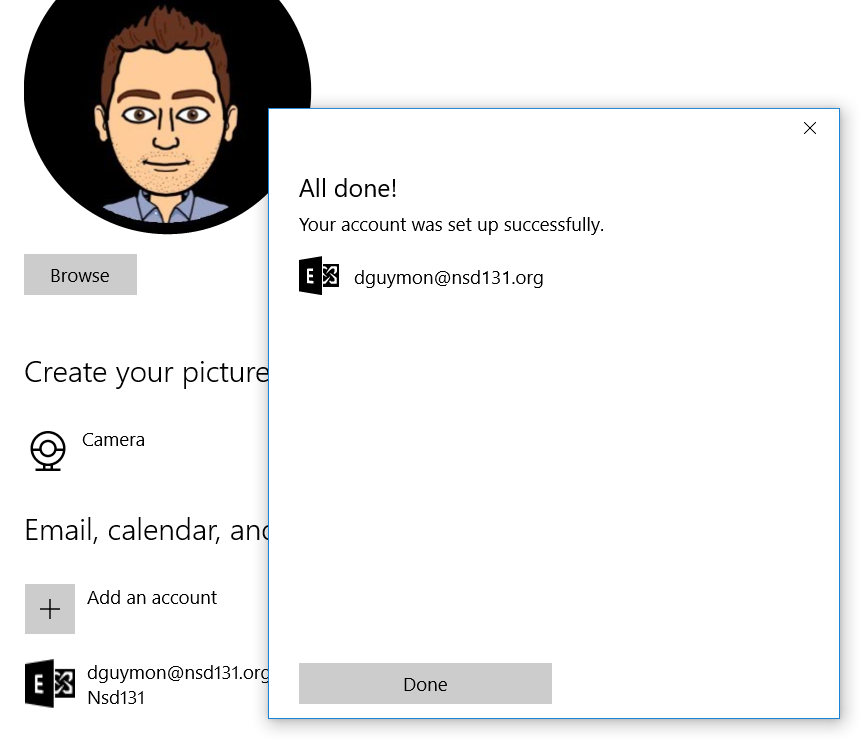 Browse
Create your picture
Camera
Email, calendar, and
Add an account
dguymon@nsd131.org
Nsd131
All done!
Your account was set up successfully.
E
dguymon@nsd131.org
Done
E